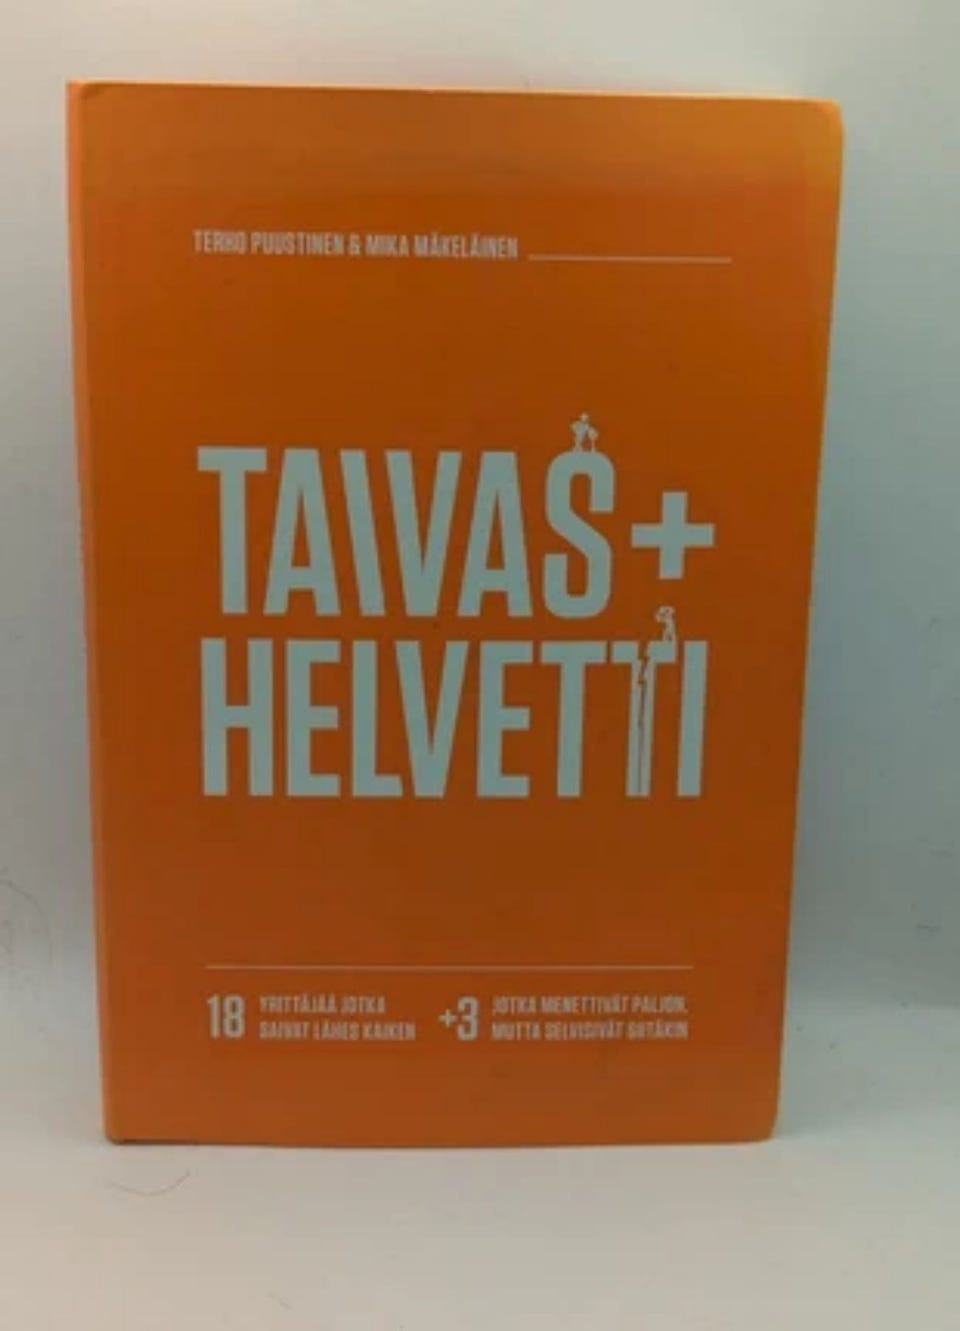 TERHO PUUSTINEN & MIKA MÄKELÄINEN
TAIVAS+
HELVETTI
18 YRITTÄJÄÄ JOTKA
SAIVAT LÄHES KAIKEN
+3 JOTKA MENETTIVÄT PALJON,
MUTTA SELVISIVÄT SIITÄKIN